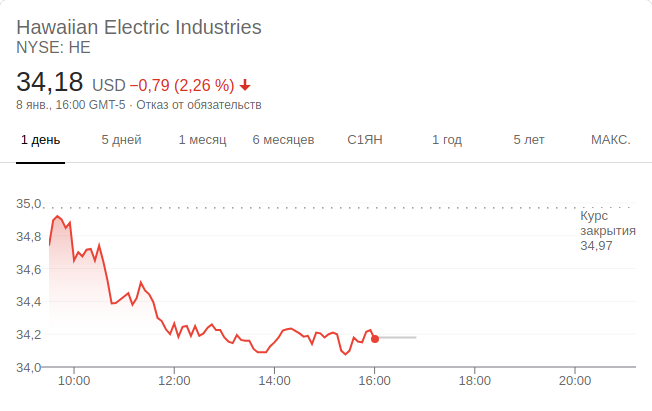 Hawaiian Electric Industries
NYSE: HE
34,18 USD −0,79 (2,26 %)
8 янв., 16:00 GMT-5 · Отказ от обязательств
1 день 5 дней 1 месяц 6 месяцев С1ЯН 1 год 5 лет МАКС.
35,0
Курс
закрытия
34,97
34,8
34,6
34,4
34,2
34,0
10:00 12:00 14:00 16:00 18:00 20:00